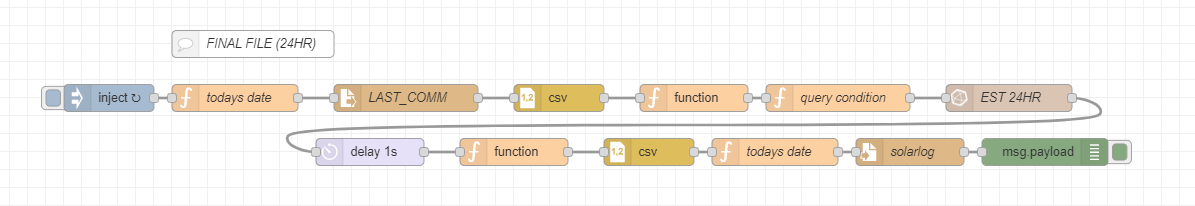 FINAL FILE (24HR)
inject ↻
todays date
LAST_COMM
1,2 csv
function
query condition
EST 24HR
delay 1s
function
1,2 csv
todays date
solarlog
msg.payload